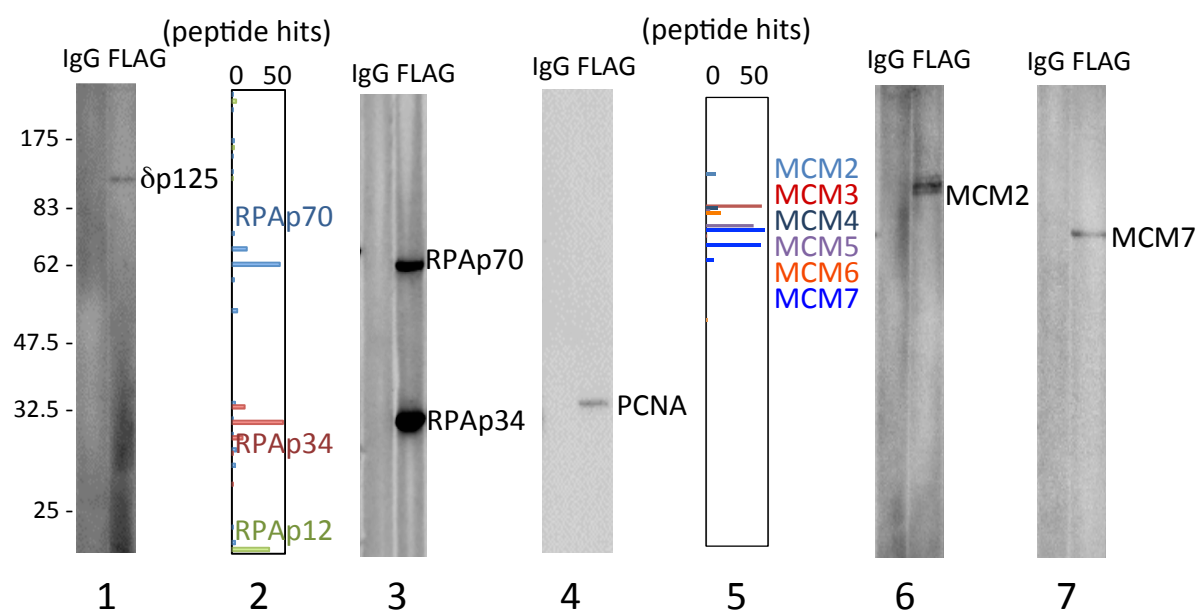 (peptide hits)
(peptide hits)
IgG FLAG
0 50
IgG FLAG
IgG FLAG
0 50
IgG FLAG
IgG FLAG
175 -
83 -
62 -
47.5 -
32.5 -
25 -
δp125
RPAp70
RPAp34
RPAp12
RPAp70
RPAp34
PCNA
MCM2
MCM3
MCM4
MCM5
MCM6
MCM7
MCM2
MCM7
1 2 3 4 5 6 7